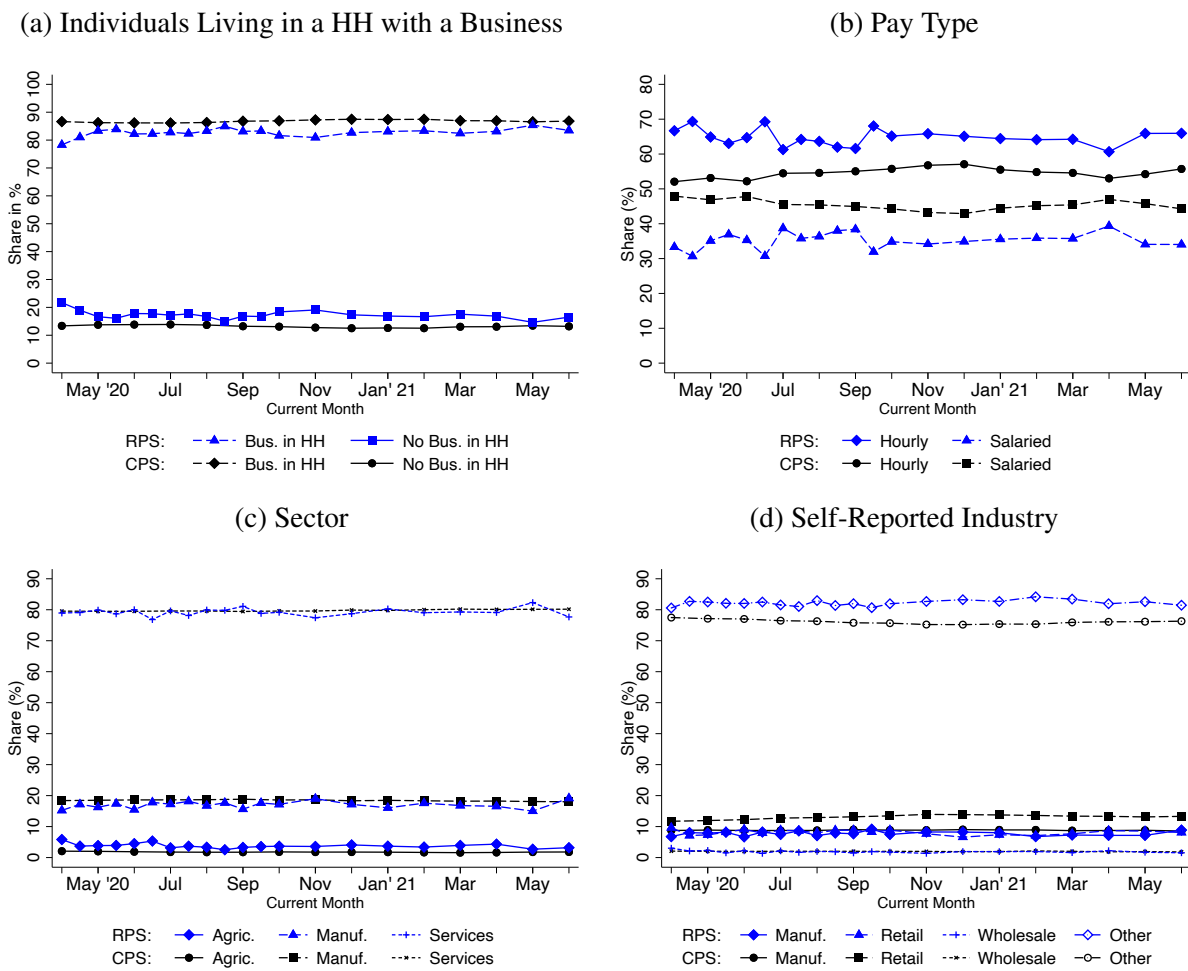 (a) Individuals Living in a HH with a Business
Share in %
0 10 20 30 40 50 60 70 80 90 100
May '20 Jul Sep Nov Jan' 21 Mar May
Current Month
RPS: Bus. in HH No Bus. in HH
CPS: Bus. in HH No Bus. in HH
(b) Pay Type
Share (%)
0 10 20 30 40 50 60 70 80
May '20 Jul Sep Nov Jan' 21 Mar May
Current Month
RPS: Hourly Salaried
CPS: Hourly Salaried
(c) Sector
Share (%)
0 10 20 30 40 50 60 70 80 90
May '20 Jul Sep Nov Jan' 21 Mar May
Current Month
RPS: Agric. Manuf. Services
CPS: Agric. Manuf. Services
(d) Self-Reported Industry
Share (%)
0 10 20 30 40 50 60 70 80 90
May '20 Jul Sep Nov Jan' 21 Mar May
Current Month
RPS: Manuf. Retail Wholesale Other
CPS: Manuf. Retail Wholesale Other